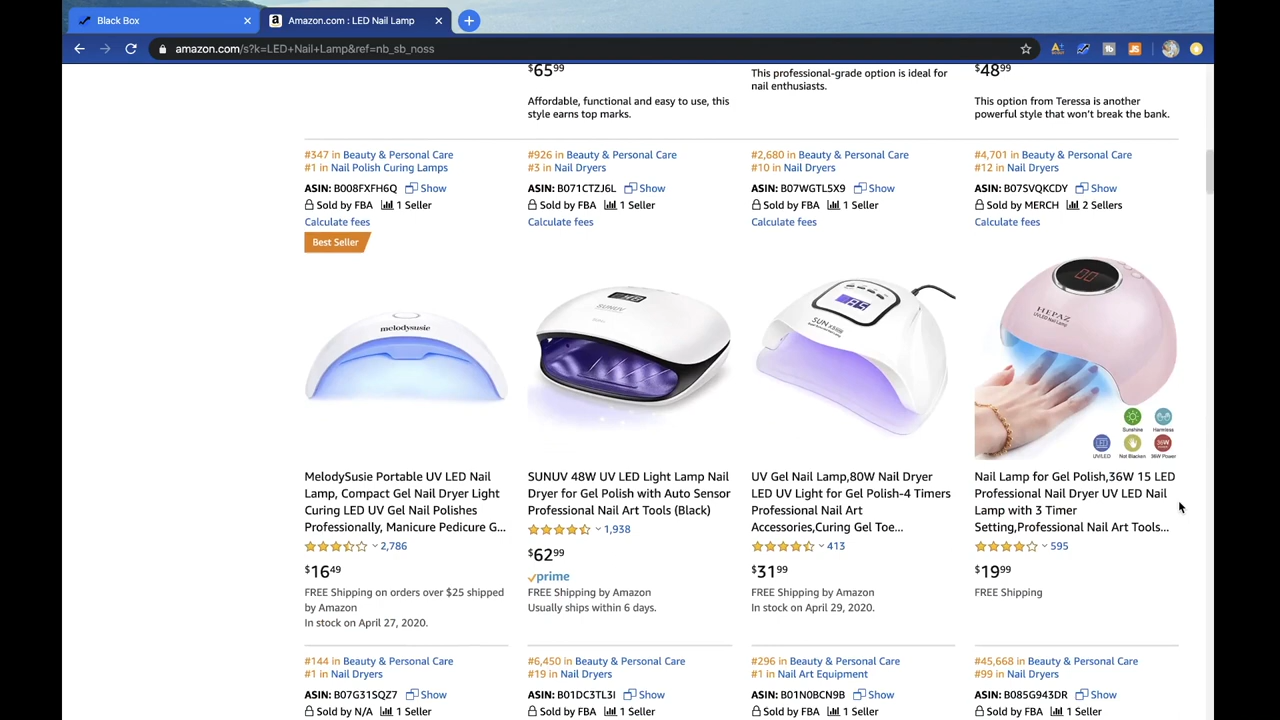 Black Box
Amazon.com : LED Nail Lamp
amazon.com/s?k=LED+Nail+Lamp&ref=nb_sb_noss
$65.99
Affordable, functional and easy to use, this
style earns top marks.
This professional-grade option is ideal for
nail enthusiasts.
$48.99
This option from Teressa is another
powerful style that won't break the bank.
#347 in Beauty & Personal Care
#1 in Nail Polish Curing Lamps
ASIN: B008FXFH6Q Show
Sold by FBA 1 Seller
Calculate fees
Best Seller
#926 in Beauty & Personal Care
#3 in Nail Dryers
ASIN: B071CTZJ6L Show
Sold by FBA 1 Seller
Calculate fees
#2,680 in Beauty & Personal Care
#10 in Nail Dryers
ASIN: B07WGTL5X9 Show
Sold by FBA 1 Seller
Calculate fees
#4,701 in Beauty & Personal Care
#12 in Nail Dryers
ASIN: B07SVQKCDY Show
Sold by MERCH 2 Sellers
Calculate fees
melodysusie
SUNUV
HEPAZ
UV/LED Nail Lamp
Sunshine
Harmless
UV/LED
Not Blacken
36W Power
MelodySusie Portable UV LED Nail
Lamp, Compact Gel Nail Dryer Light
Curing LED UV Gel Nail Polishes
Professionally, Manicure Pedicure G...
2,786
$16.49
FREE Shipping on orders over $25 shipped
by Amazon
In stock on April 27, 2020.
SUNUV 48W UV LED Light Lamp Nail
Dryer for Gel Polish with Auto Sensor
Professional Nail Art Tools (Black)
1,938
$62.99
prime
FREE Shipping by Amazon
Usually ships within 6 days.
UV Gel Nail Lamp,80W Nail Dryer
LED UV Light for Gel Polish-4 Timers
Professional Nail Art
Accessories,Curing Gel Toe...
413
$31.99
FREE Shipping by Amazon
In stock on April 29, 2020.
Nail Lamp for Gel Polish,36W 15 LED
Professional Nail Dryer UV LED Nail
Lamp with 3 Timer
Setting,Professional Nail Art Tools...
595
$19.99
FREE Shipping
#144 in Beauty & Personal Care
#1 in Nail Dryers
ASIN: B07G31SQZ7 Show
Sold by N/A 1 Seller
#6,450 in Beauty & Personal Care
#19 in Nail Dryers
ASIN: B01DC3TL3I Show
Sold by FBA 1 Seller
#296 in Beauty & Personal Care
#1 in Nail Art Equipment
ASIN: B01N0BCN9B Show
Sold by FBA 1 Seller
#45,668 in Beauty & Personal Care
#99 in Nail Dryers
ASIN: B085G943DR Show
Sold by FBA 1 Seller